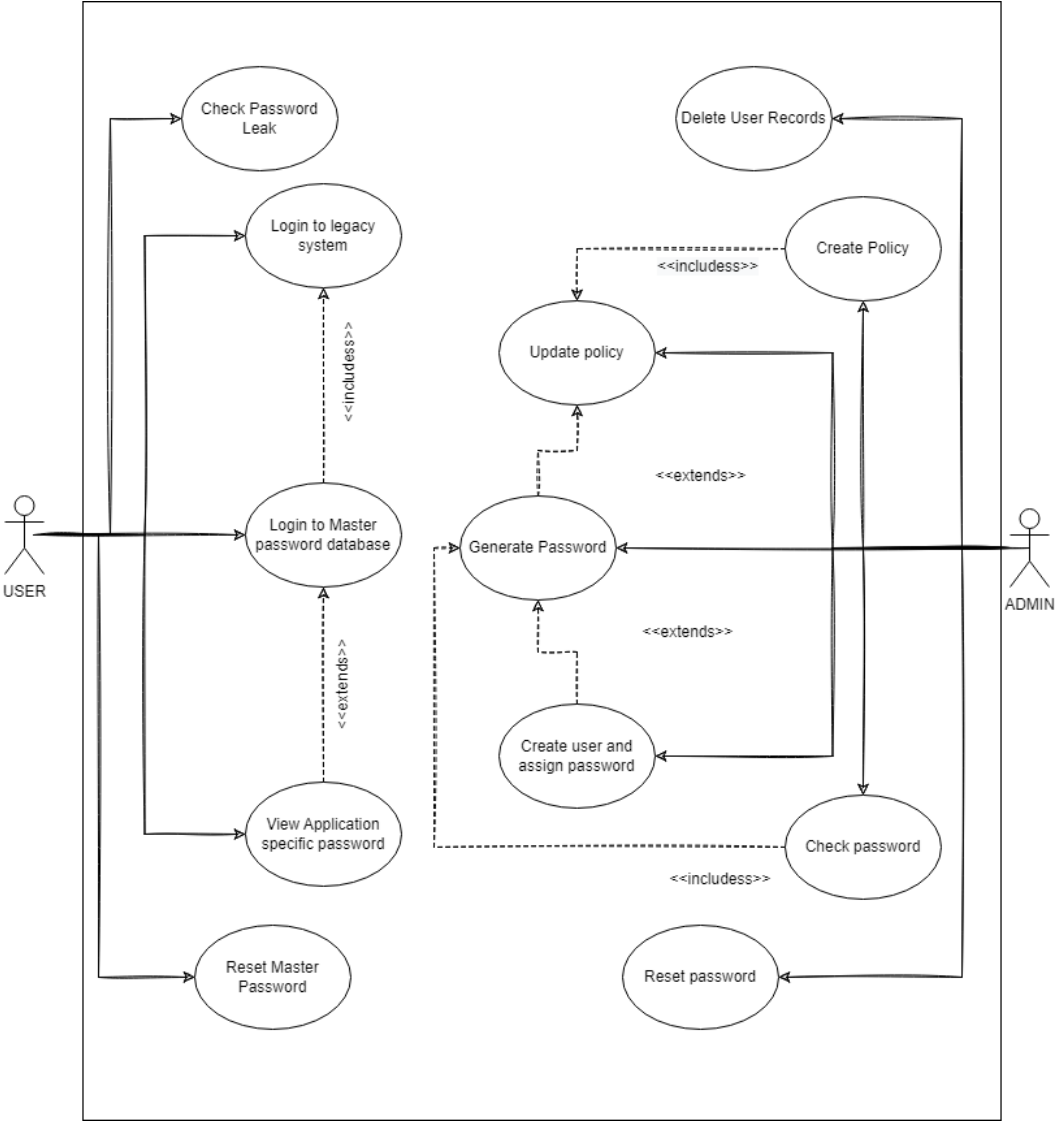 Check Password
Leak
Delete User Records
Login to legacy
system
Create Policy
<<includess>>
<<includess>>
Update policy
<<extends>>
USER
Login to Master
password database
Generate Password
ADMIN
<<extends>>
<<extends>>
Create user and
assign password
View Application
specific password
Check password
<<includess>>
Reset Master
Password
Reset password